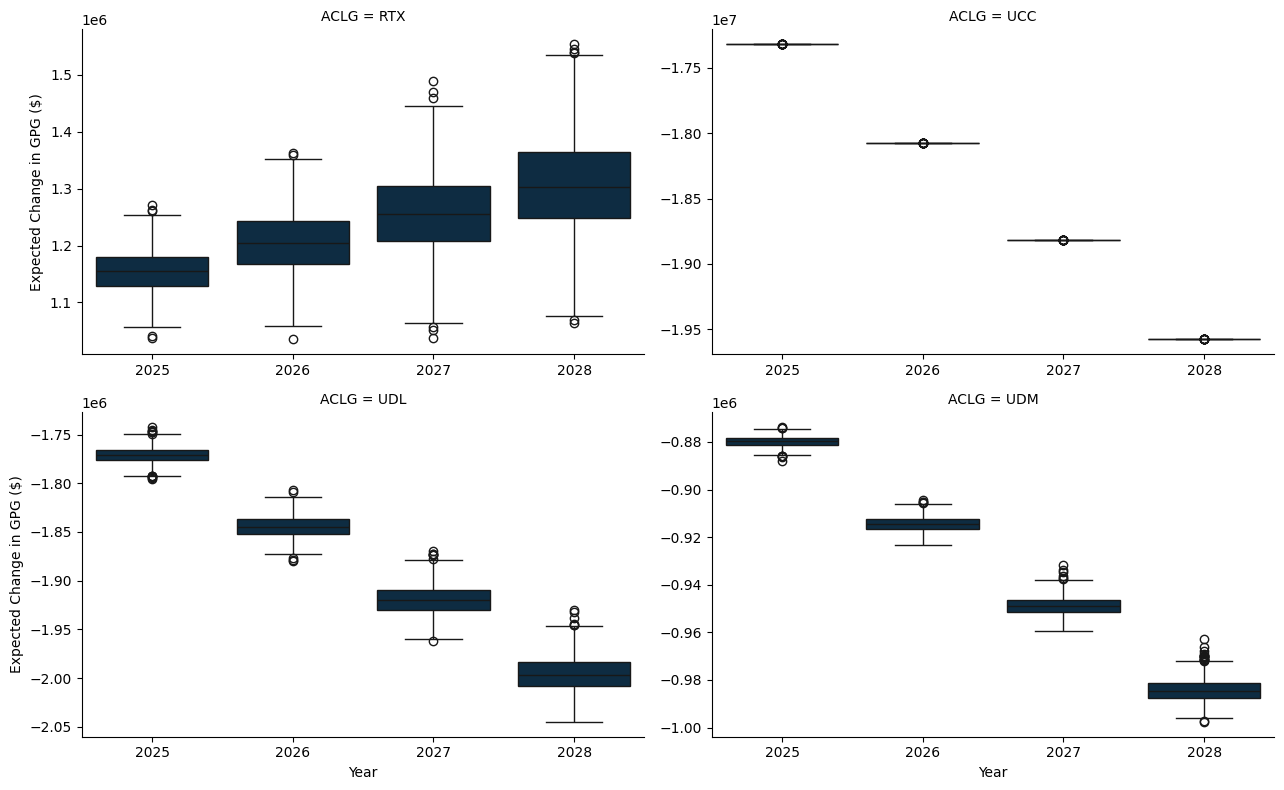 ACLG = RTX
1e6
Expected Change in GPG ($)
1.5
1.4
1.3
1.2
1.1
2025 2026 2027 2028
ACLG = UCC
1e7
−1.75
−1.80
−1.85
−1.90
−1.95
2025 2026 2027 2028
ACLG = UDL
1e6
Expected Change in GPG ($)
−1.75
−1.80
−1.85
−1.90
−1.95
−2.00
−2.05
2025 2026 2027 2028
Year
ACLG = UDM
1e6
−0.88
−0.90
−0.92
−0.94
−0.96
−0.98
−1.00
2025 2026 2027 2028
Year